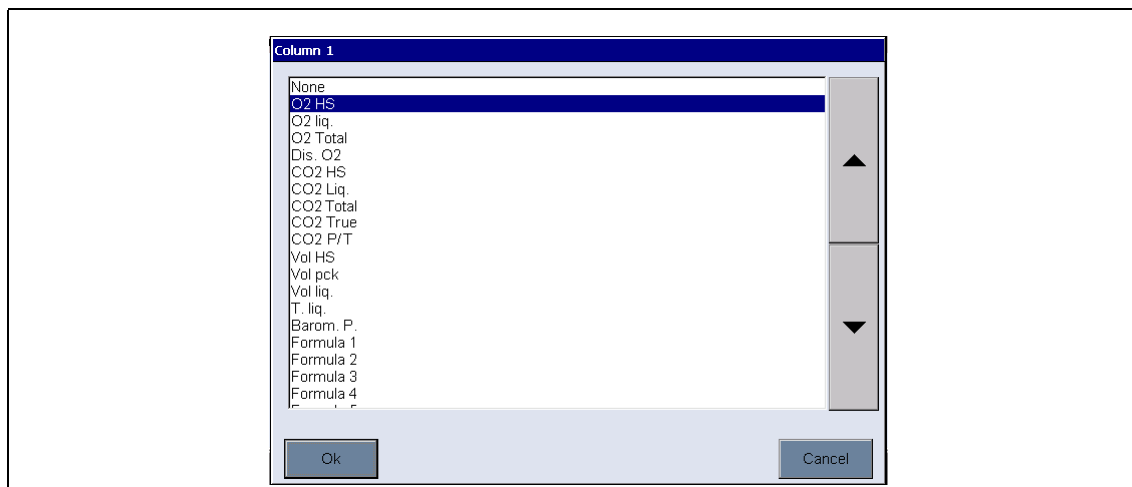 Column 1
None
O2 HS
O2 liq.
O2 Total
Dis. O2
CO2 HS
CO2 Liq.
CO2 Total
CO2 True
CO2 P/T
Vol HS
Vol pck
Vol liq.
T. liq.
Barom. P.
Formula 1
Formula 2
Formula 3
Formula 4
Ok
Cancel